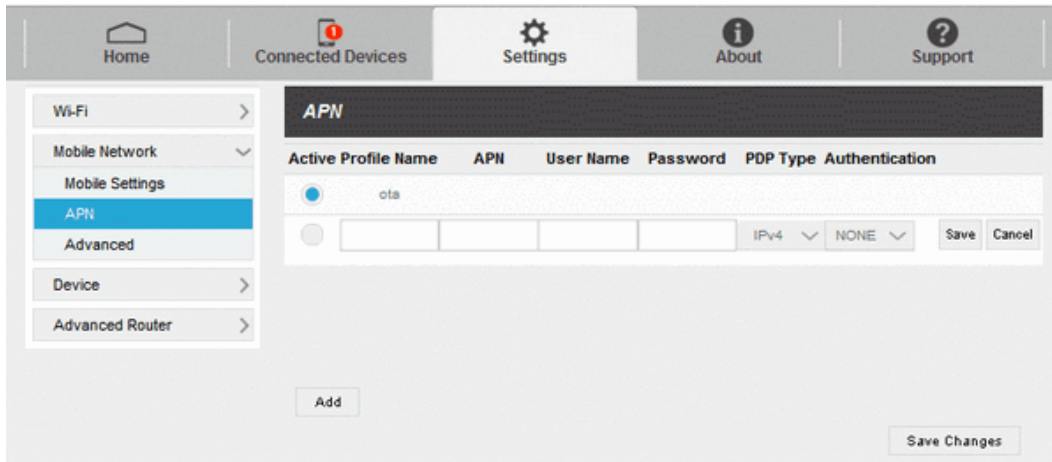 1
Home Connected Devices Settings About Support
Wi-Fi
Mobile Network
Mobile Settings
APN
Advanced
Device
Advanced Router
APN
Active Profile Name APN User Name Password PDP Type Authentication
ota
IPv4 NONE Save Cancel
Add
Save Changes